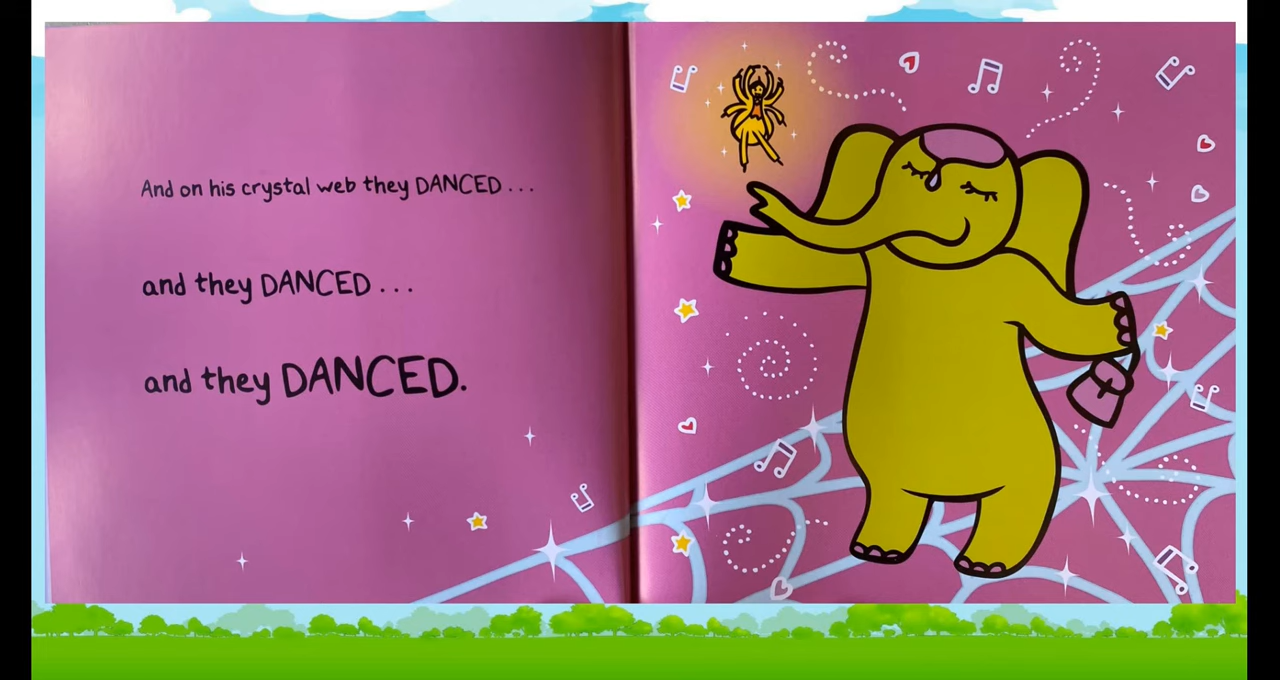 And on his crystal web they DANCED...
and they DANCED...
and they DANCED.